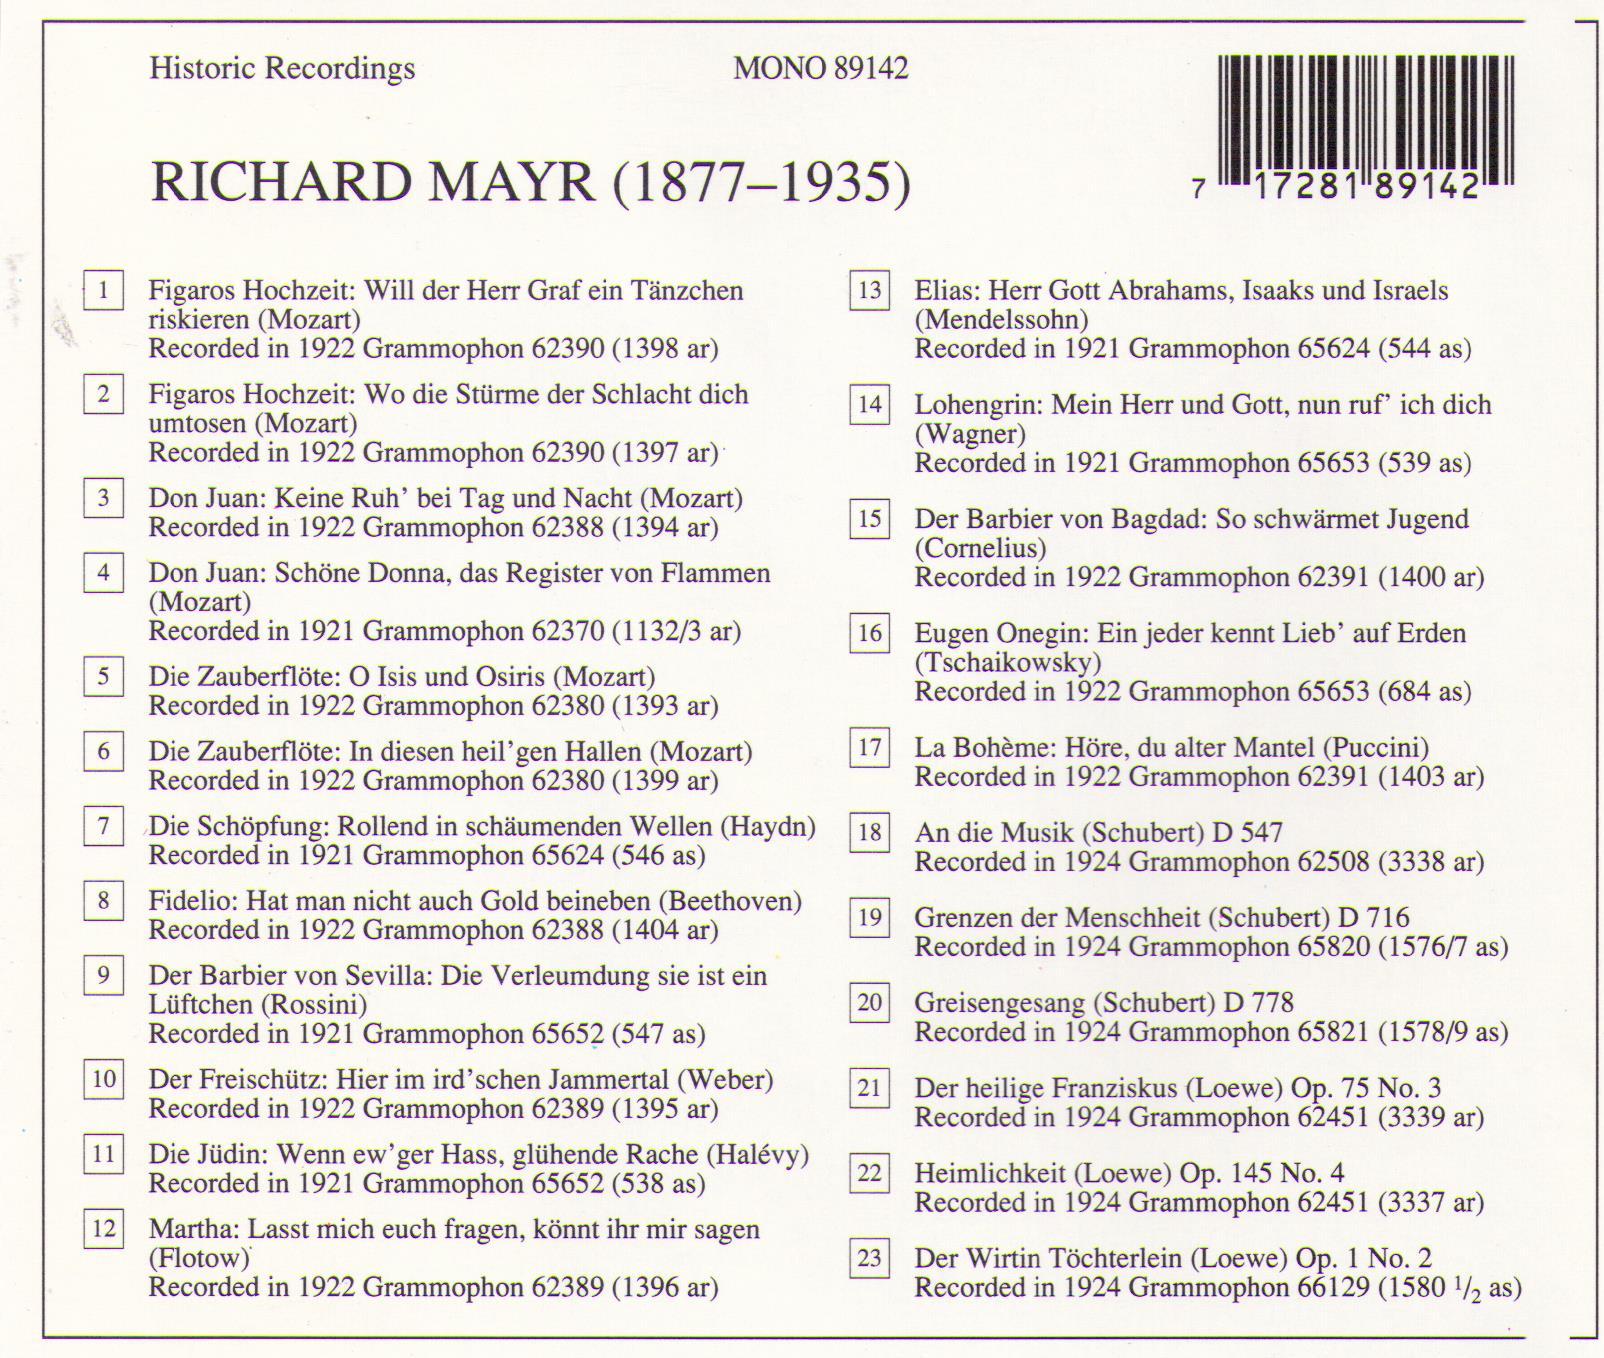 Historic Recordings
MONO 89142
7 17281 89142
RICHARD MAYR (1877–1935)
1 Figaros Hochzeit: Will der Herr Graf ein Tänzchen
riskieren (Mozart)
Recorded in 1922 Grammophon 62390 (1398 ar)
2 Figaros Hochzeit: Wo die Stürme der Schlacht dich
umtosen (Mozart)
Recorded in 1922 Grammophon 62390 (1397 ar)
3 Don Juan: Keine Ruh’ bei Tag und Nacht (Mozart)
Recorded in 1922 Grammophon 62388 (1394 ar)
4 Don Juan: Schöne Donna, das Register von Flammen
(Mozart)
Recorded in 1921 Grammophon 62370 (1132/3 ar)
5 Die Zauberflöte: O Isis und Osiris (Mozart)
Recorded in 1922 Grammophon 62380 (1393 ar)
6 Die Zauberflöte: In diesen heil’gen Hallen (Mozart)
Recorded in 1922 Grammophon 62380 (1399 ar)
7 Die Schöpfung: Rollend in schäumenden Wellen (Haydn)
Recorded in 1921 Grammophon 65624 (546 as)
8 Fidelio: Hat man nicht auch Gold beineben (Beethoven)
Recorded in 1922 Grammophon 62388 (1404 ar)
9 Der Barbier von Sevilla: Die Verleumdung sie ist ein
Lüftchen (Rossini)
Recorded in 1921 Grammophon 65652 (547 as)
10 Der Freischütz: Hier im ird’schen Jammertal (Weber)
Recorded in 1922 Grammophon 62389 (1395 ar)
11 Die Jüdin: Wenn ew’ger Hass, glühende Rache (Halévy)
Recorded in 1921 Grammophon 65652 (538 as)
12 Martha: Lasst mich euch fragen, könnt ihr mir sagen
(Flotow)
Recorded in 1922 Grammophon 62389 (1396 ar)
13 Elias: Herr Gott Abrahams, Isaaks und Israels
(Mendelssohn)
Recorded in 1921 Grammophon 65624 (544 as)
14 Lohengrin: Mein Herr und Gott, nun ruf’ ich dich
(Wagner)
Recorded in 1921 Grammophon 65653 (539 as)
15 Der Barbier von Bagdad: So schwärmet Jugend
(Cornelius)
Recorded in 1922 Grammophon 62391 (1400 ar)
16 Eugen Onegin: Ein jeder kennt Lieb’ auf Erden
(Tschaikowsky)
Recorded in 1922 Grammophon 65653 (684 as)
17 La Bohème: Höre, du alter Mantel (Puccini)
Recorded in 1922 Grammophon 62391 (1403 ar)
18 An die Musik (Schubert) D 547
Recorded in 1924 Grammophon 62508 (3338 ar)
19 Grenzen der Menschheit (Schubert) D 716
Recorded in 1924 Grammophon 65820 (1576/7 as)
20 Greisengesang (Schubert) D 778
Recorded in 1924 Grammophon 65821 (1578/9 as)
21 Der heilige Franziskus (Loewe) Op. 75 No. 3
Recorded in 1924 Grammophon 62451 (3339 ar)
22 Heimlichkeit (Loewe) Op. 145 No. 4
Recorded in 1924 Grammophon 62451 (3337 ar)
23 Der Wirtin Töchterlein (Loewe) Op. 1 No. 2
Recorded in 1924 Grammophon 66129 (1580 1/2 as)